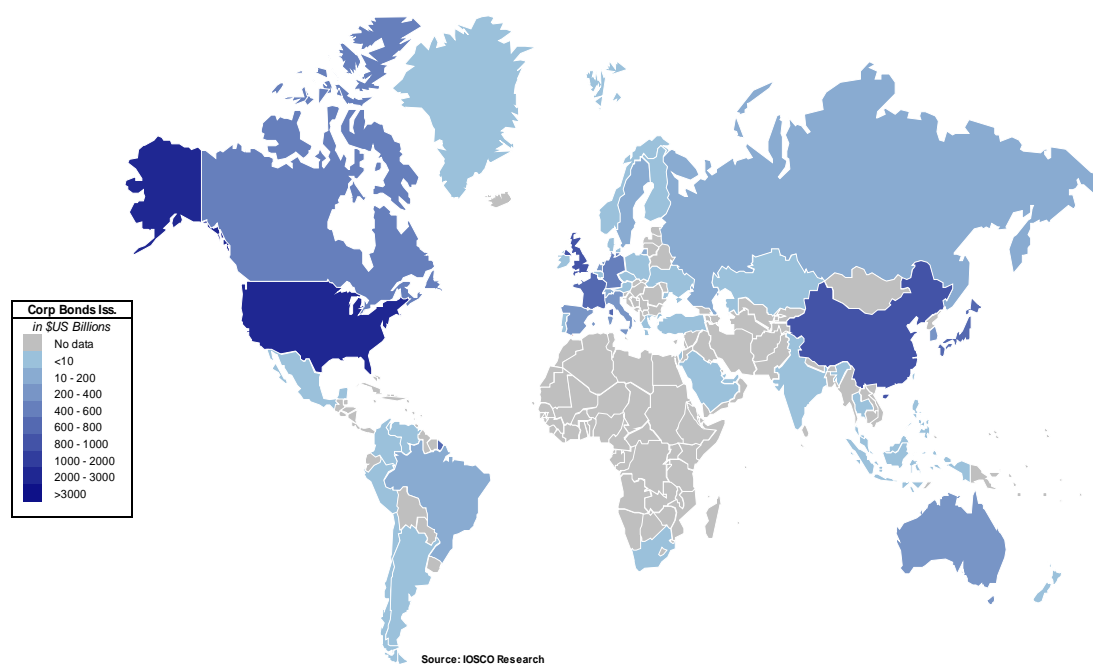 Corp Bonds Iss.
in $US Billions
No data
<10
10 - 200
200 - 400
400 - 600
600 - 800
800 - 1000
1000 - 2000
2000 - 3000
>3000
Source: IOSCO Research